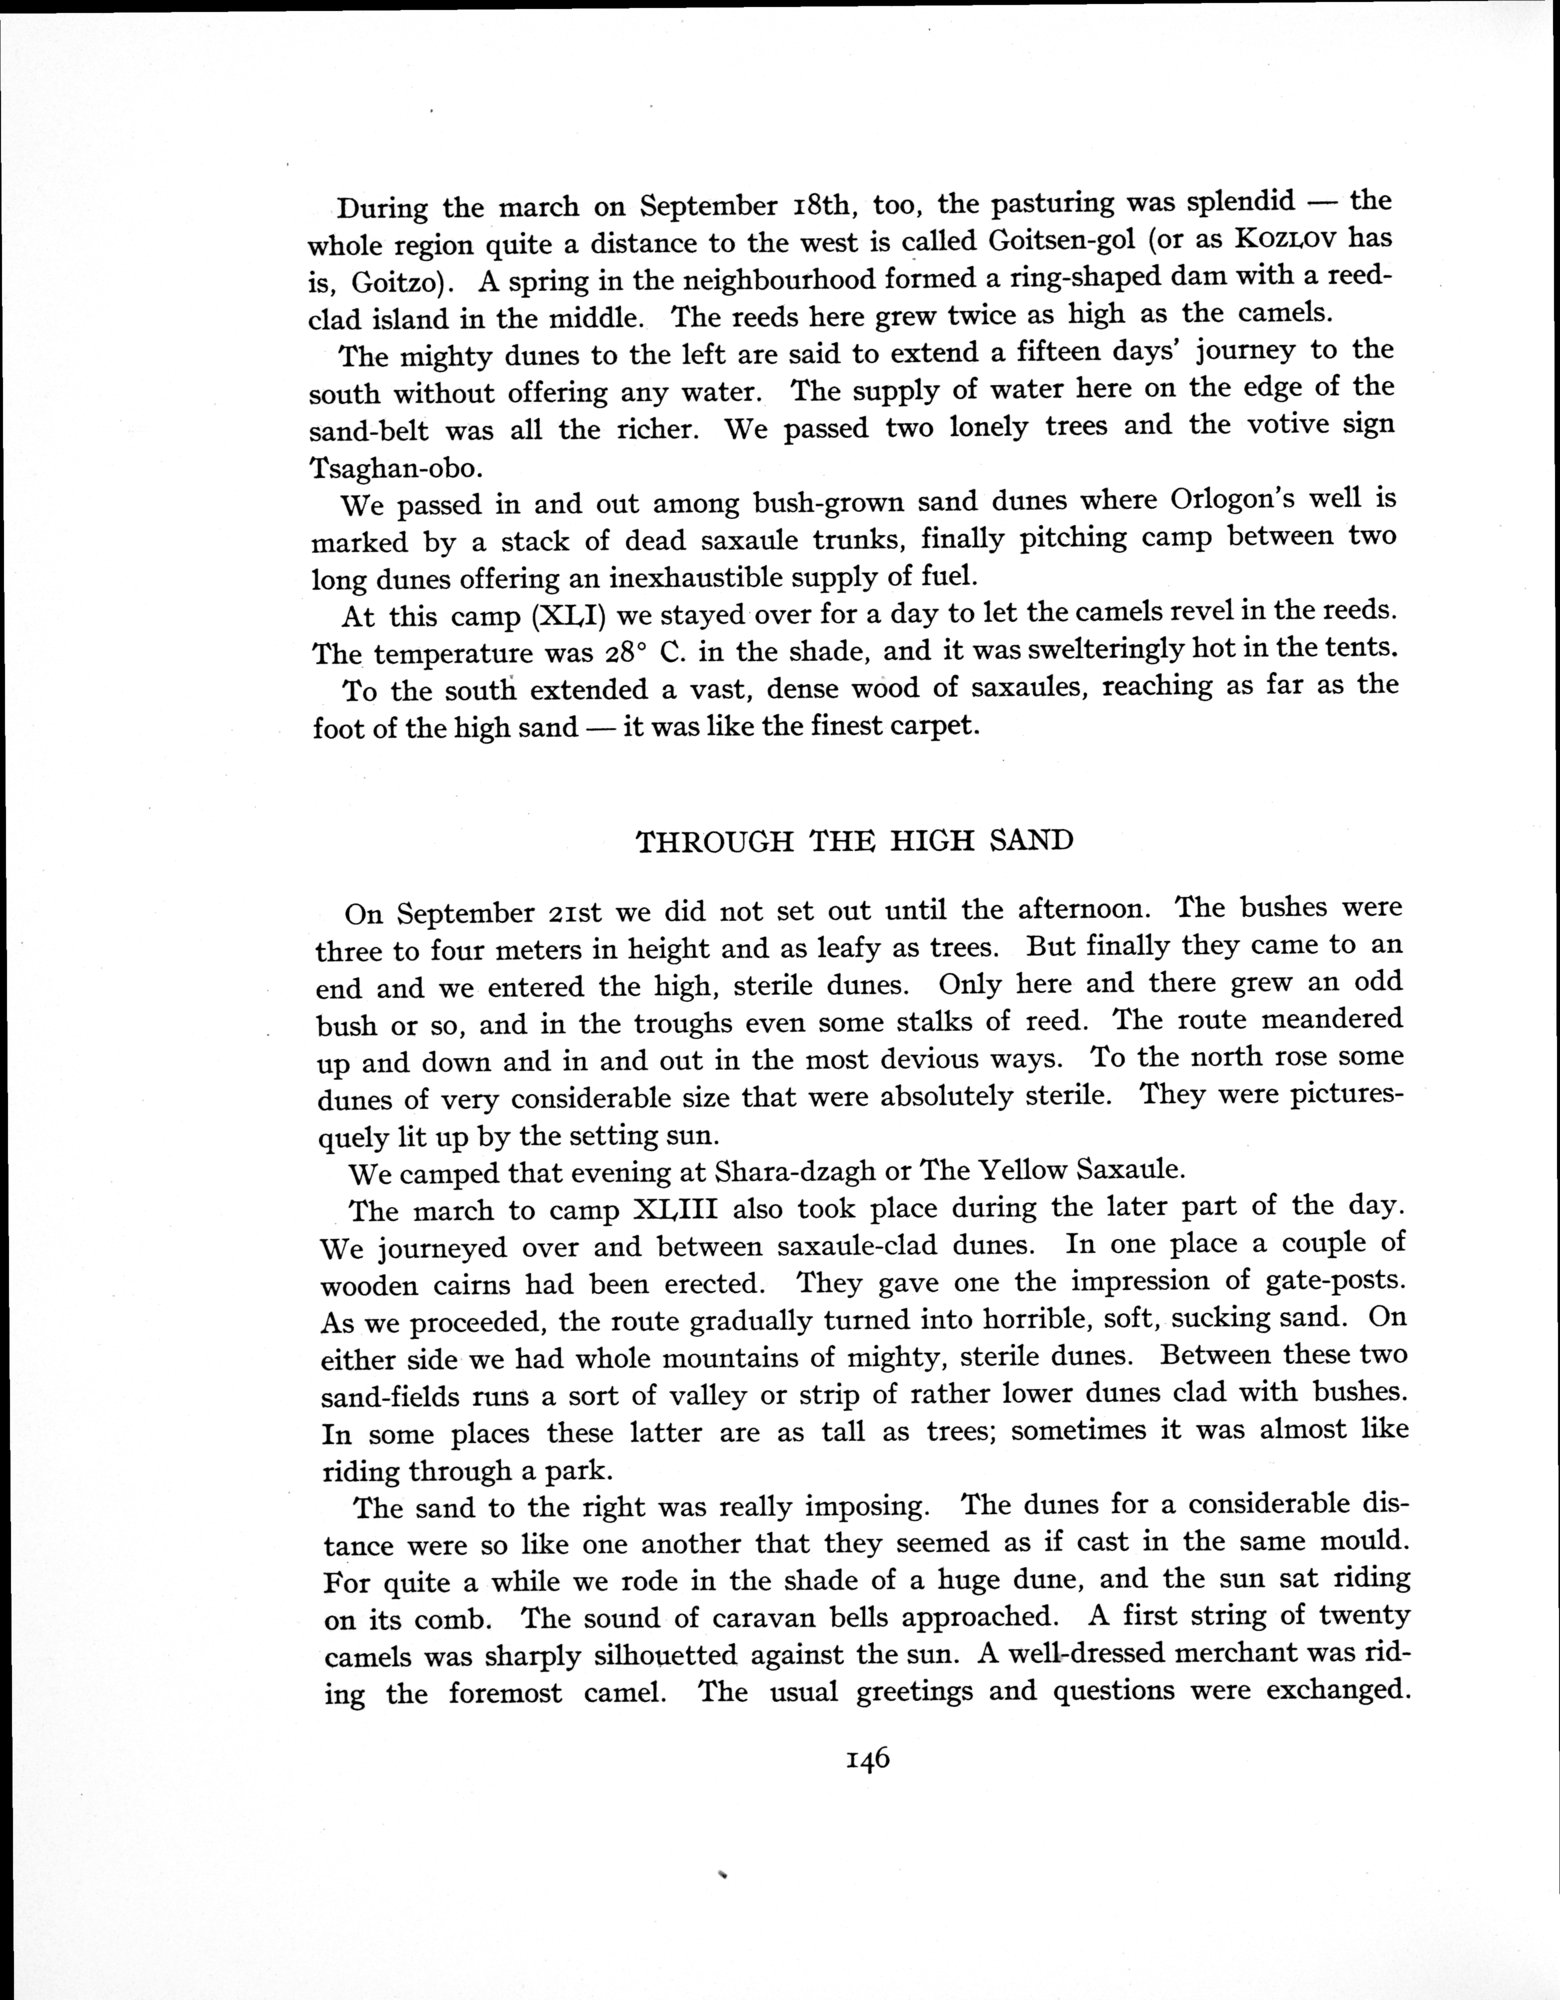 During the march on September 18th, too, the pasturing was splendid — the
whole region quite a distance to the west is called Goitsen-gol (or as KOZLOV has
is, Goitzo). A spring in the neighbourhood formed a ring-shaped dam with a reed-
clad island in the middle. The reeds here grew twice as high as the camels.
The mighty dunes to the left are said to extend a fifteen days' journey to the
south without offering any water. The supply of water here on the edge of the
sand-belt was all the richer. We passed two lonely trees and the votive sign
Tsaghan-obo.
We passed in and out among bush-grown sand dunes where Orlogon's well is
marked by a stack of dead saxaule trunks, finally pitching camp between two
long dunes offering an inexhaustible supply of fuel.
At this camp (XLI) we stayed over for a day to let the camels revel in the reeds.
The temperature was 28° C. in the shade, and it was swelteringly hot in the tents.
To the south extended a vast, dense wood of saxaules, reaching as far as the
foot of the high sand — it was like the finest carpet.
THROUGH THE HIGH SAND
On September 21st we did not set out until the afternoon. The bushes were
three to four meters in height and as leafy as trees. But finally they came to an
end and we entered the high, sterile dunes. Only here and there grew an odd
bush or so, and in the troughs even some stalks of reed. The route meandered
up and down and in and out in the most devious ways. To the north rose some
dunes of very considerable size that were absolutely sterile. They were pictures-
quely lit up by the setting sun.
We camped that evening at Shara-dzagh or The Yellow Saxaule.
The march to camp XLIII also took place during the later part of the day.
We journeyed over and between saxaule-clad dunes. In one place a couple of
wooden cairns had been erected. They gave one the impression of gate-posts.
As we proceeded, the route gradually turned into horrible, soft, sucking sand. On
either side we had whole mountains of mighty, sterile dunes. Between these two
sand-fields runs a sort of valley or strip of rather lower dunes clad with bushes.
In some places these latter are as tall as trees; sometimes it was almost like
riding through a park.
The sand to the right was really imposing. The dunes for a considerable dis-
tance were so like one another that they seemed as if cast in the same mould.
For quite a while we rode in the shade of a huge dune, and the sun sat riding
on its comb. The sound of caravan bells approached. A first string of twenty
camels was sharply silhouetted against the sun. A well-dressed merchant was rid-
ing the foremost camel. The usual greetings and questions were exchanged.
146